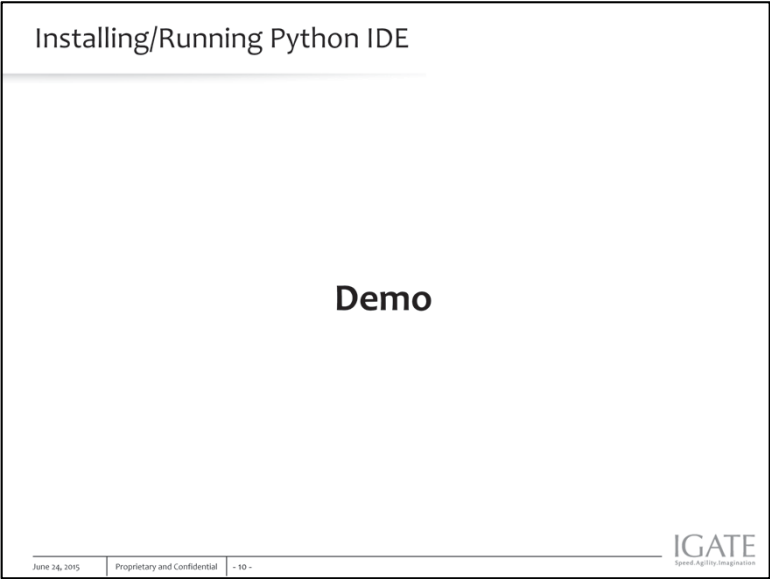 Installing/Running Python IDE
Demo
June 24, 2015 Proprietary and Confidential - 10 -
IGATE
Speed.Agility.Imagination